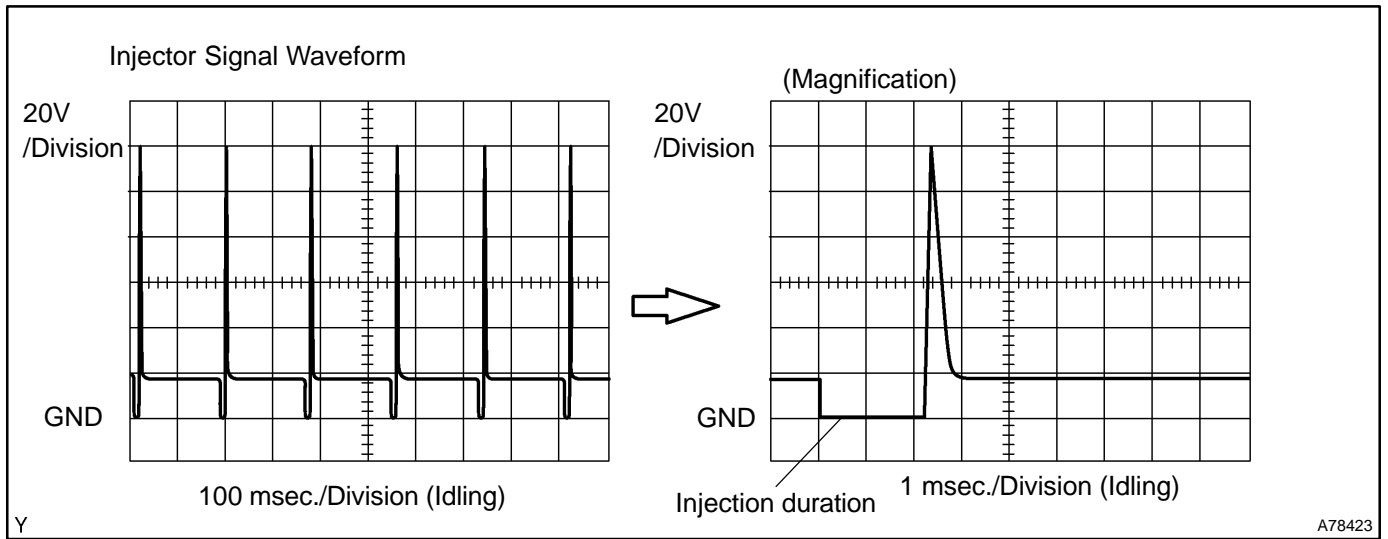 Injector Signal Waveform
20V
/Division
GND
100 msec./Division (Idling)
(Magnification)
20V
/Division
GND
Injection duration
1 msec./Division (Idling)
Y
A78423